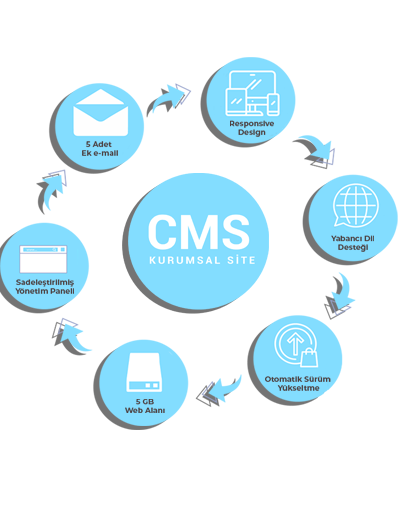 5 Adet
Ek e-mail
Responsive
Design
Yabancı Dil
Desteği
Otomatik Sürüm
Yükseltme
5 GB
Web Alanı
Sadeleştirilmiş
Yönetim Paneli
CMS
KURUMSAL SİTE